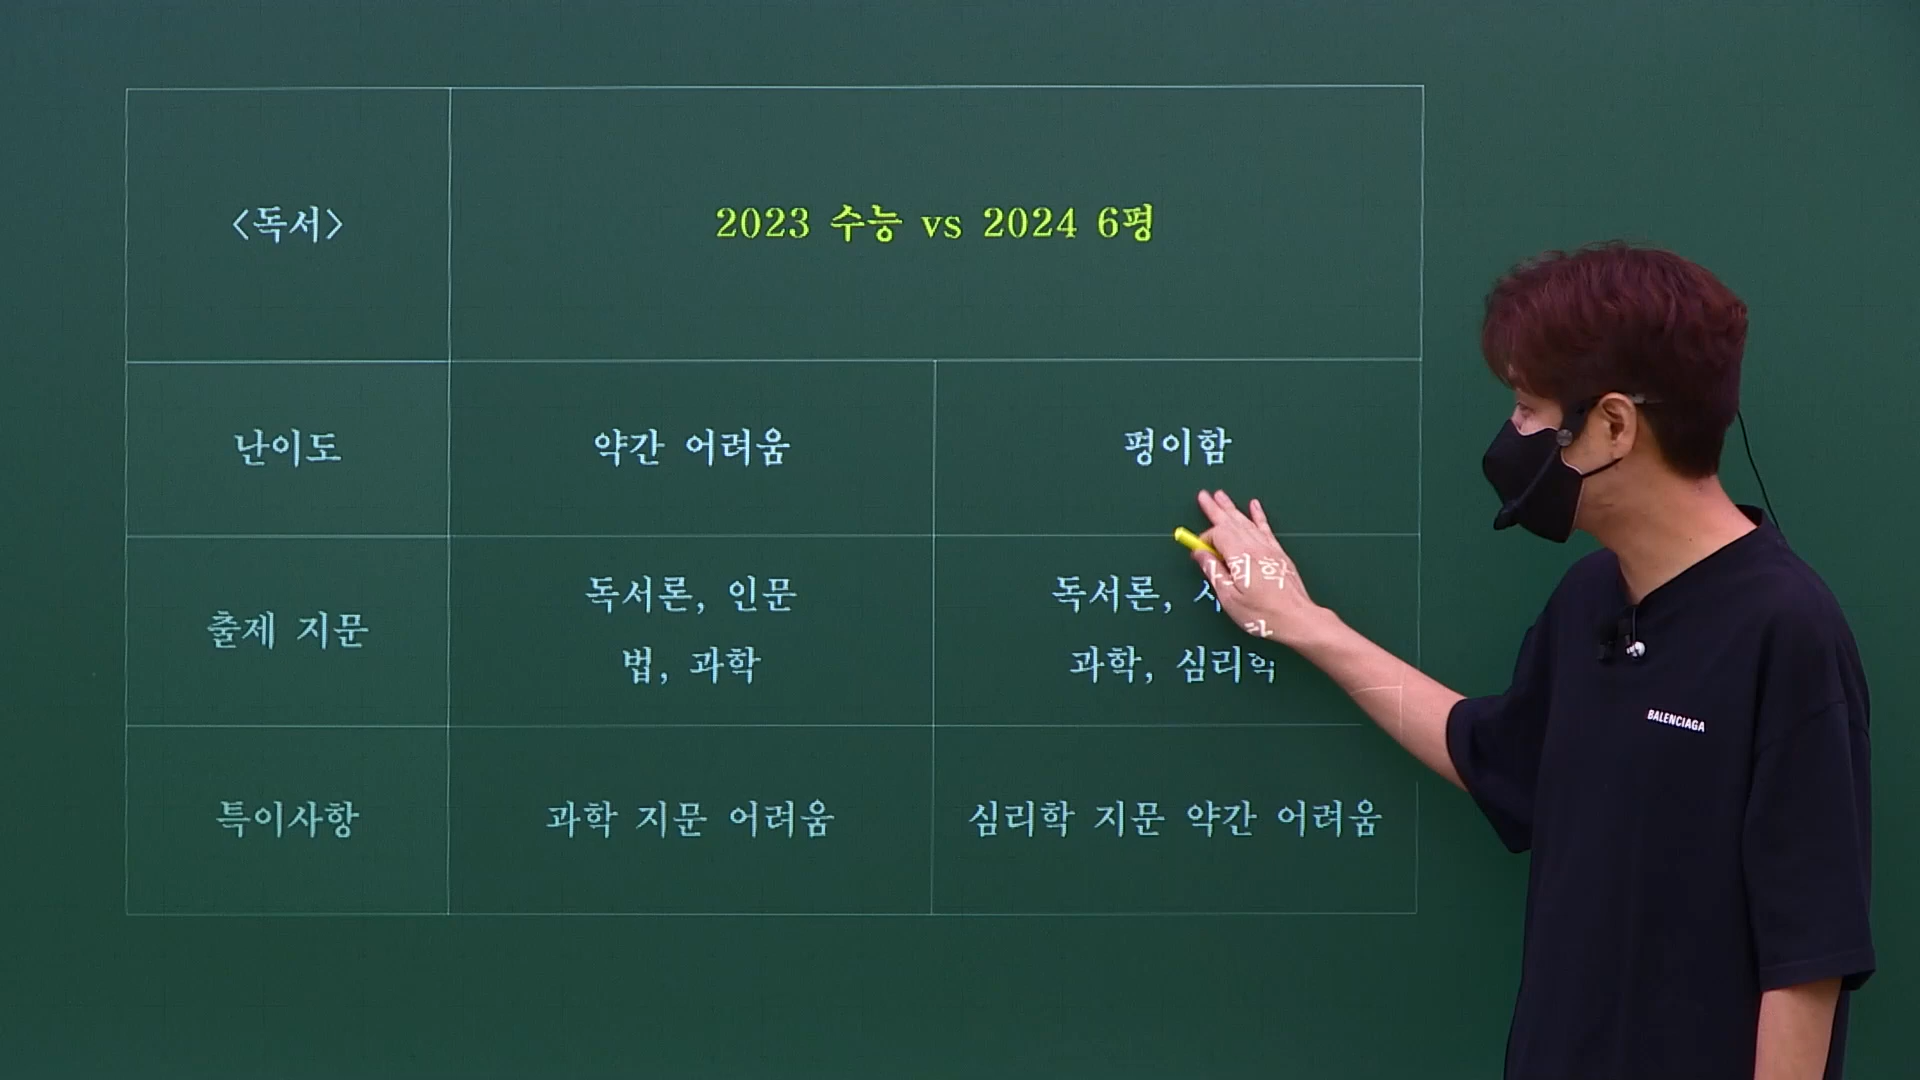 <독서>
2023 수능 vs 2024 6평
난이도
약간 어려움
평이함
출제 지문
독서론, 인문
법, 과학
독서론, 사회학
과학, 심리학
특이사항
과학 지문 어려움
심리학 지문 약간 어려움
BALENCIAGA